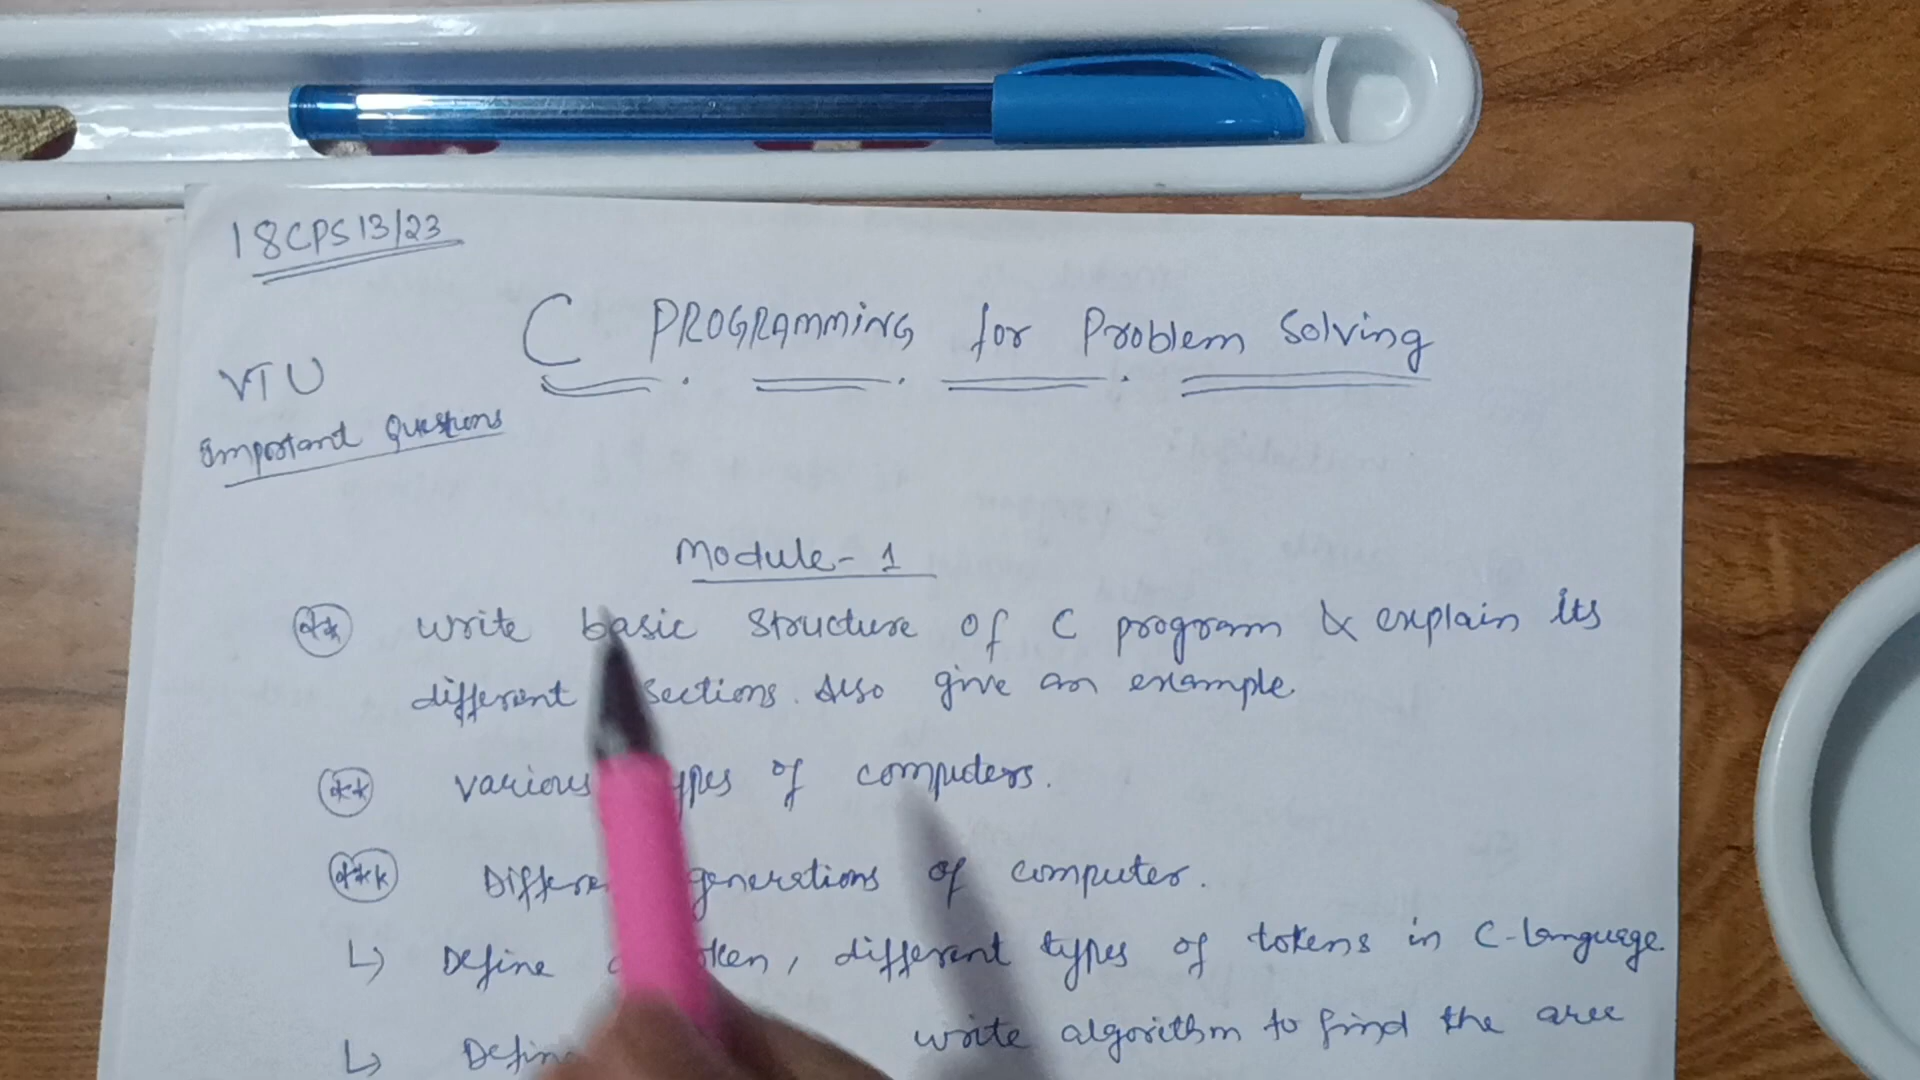 18CPS13/23
C PROGRAMMING for Problem Solving
VTU
Important Questions
Module-1
** write basic structure of C program & explain its
different sections. Also give an example
** various of computers.
*** generations of computer.
↳ Define , different types of tokens in C-language.
↳ write algorithm to find the area